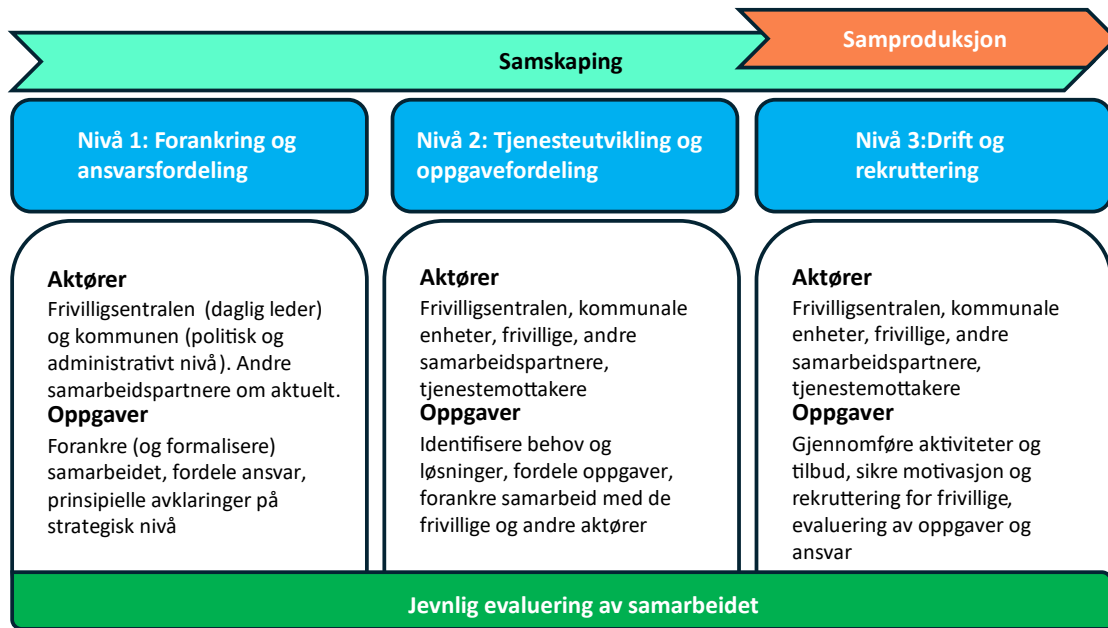 Samproduksjon
Samskaping
Nivå 1: Forankring og
ansvarsfordeling
Nivå 2: Tjenesteutvikling og
oppgavefordeling
Nivå 3:Drift og
rekruttering
Aktører
Frivilligsentralen (daglig leder)
og kommunen (politisk og
administrativt nivå). Andre
samarbeidspartnere om aktuelt.
Oppgaver
Forankre (og formalisere)
samarbeidet, fordele ansvar,
prinsipielle avklaringer på
strategisk nivå
Aktører
Frivilligsentralen, kommunale
enheter, frivillige, andre
samarbeidspartnere,
tjenestemottakere
Oppgaver
Identifisere behov og
løsninger, fordele oppgaver,
forankre samarbeid med de
frivillige og andre aktører
Aktører
Frivilligsentralen, kommunale
enheter, frivillige, andre
samarbeidspartnere,
tjenestemottakere
Oppgaver
Gjennomføre aktiviteter og
tilbud, sikre motivasjon og
rekruttering for frivillige,
evaluering av oppgaver og
ansvar
Jevnlig evaluering av samarbeidet